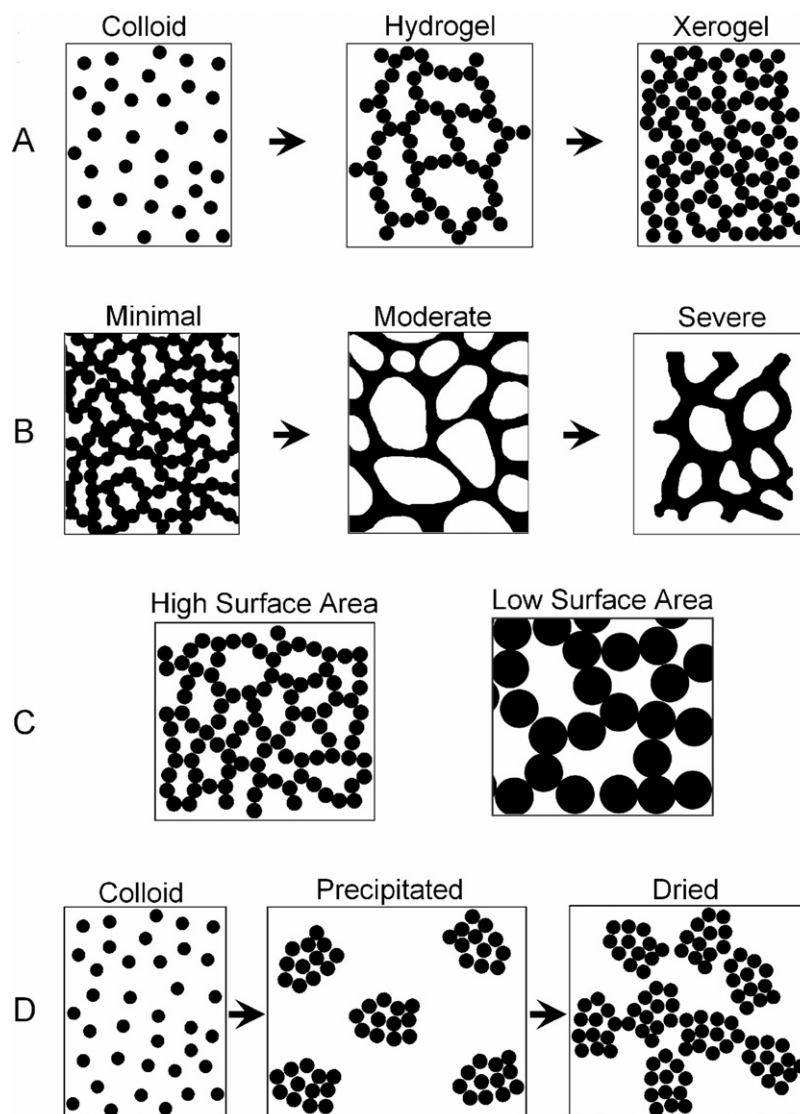 Colloid Hydrogel Xerogel
A
Minimal Moderate Severe
B
High Surface Area Low Surface Area
C
Colloid Precipitated Dried
D